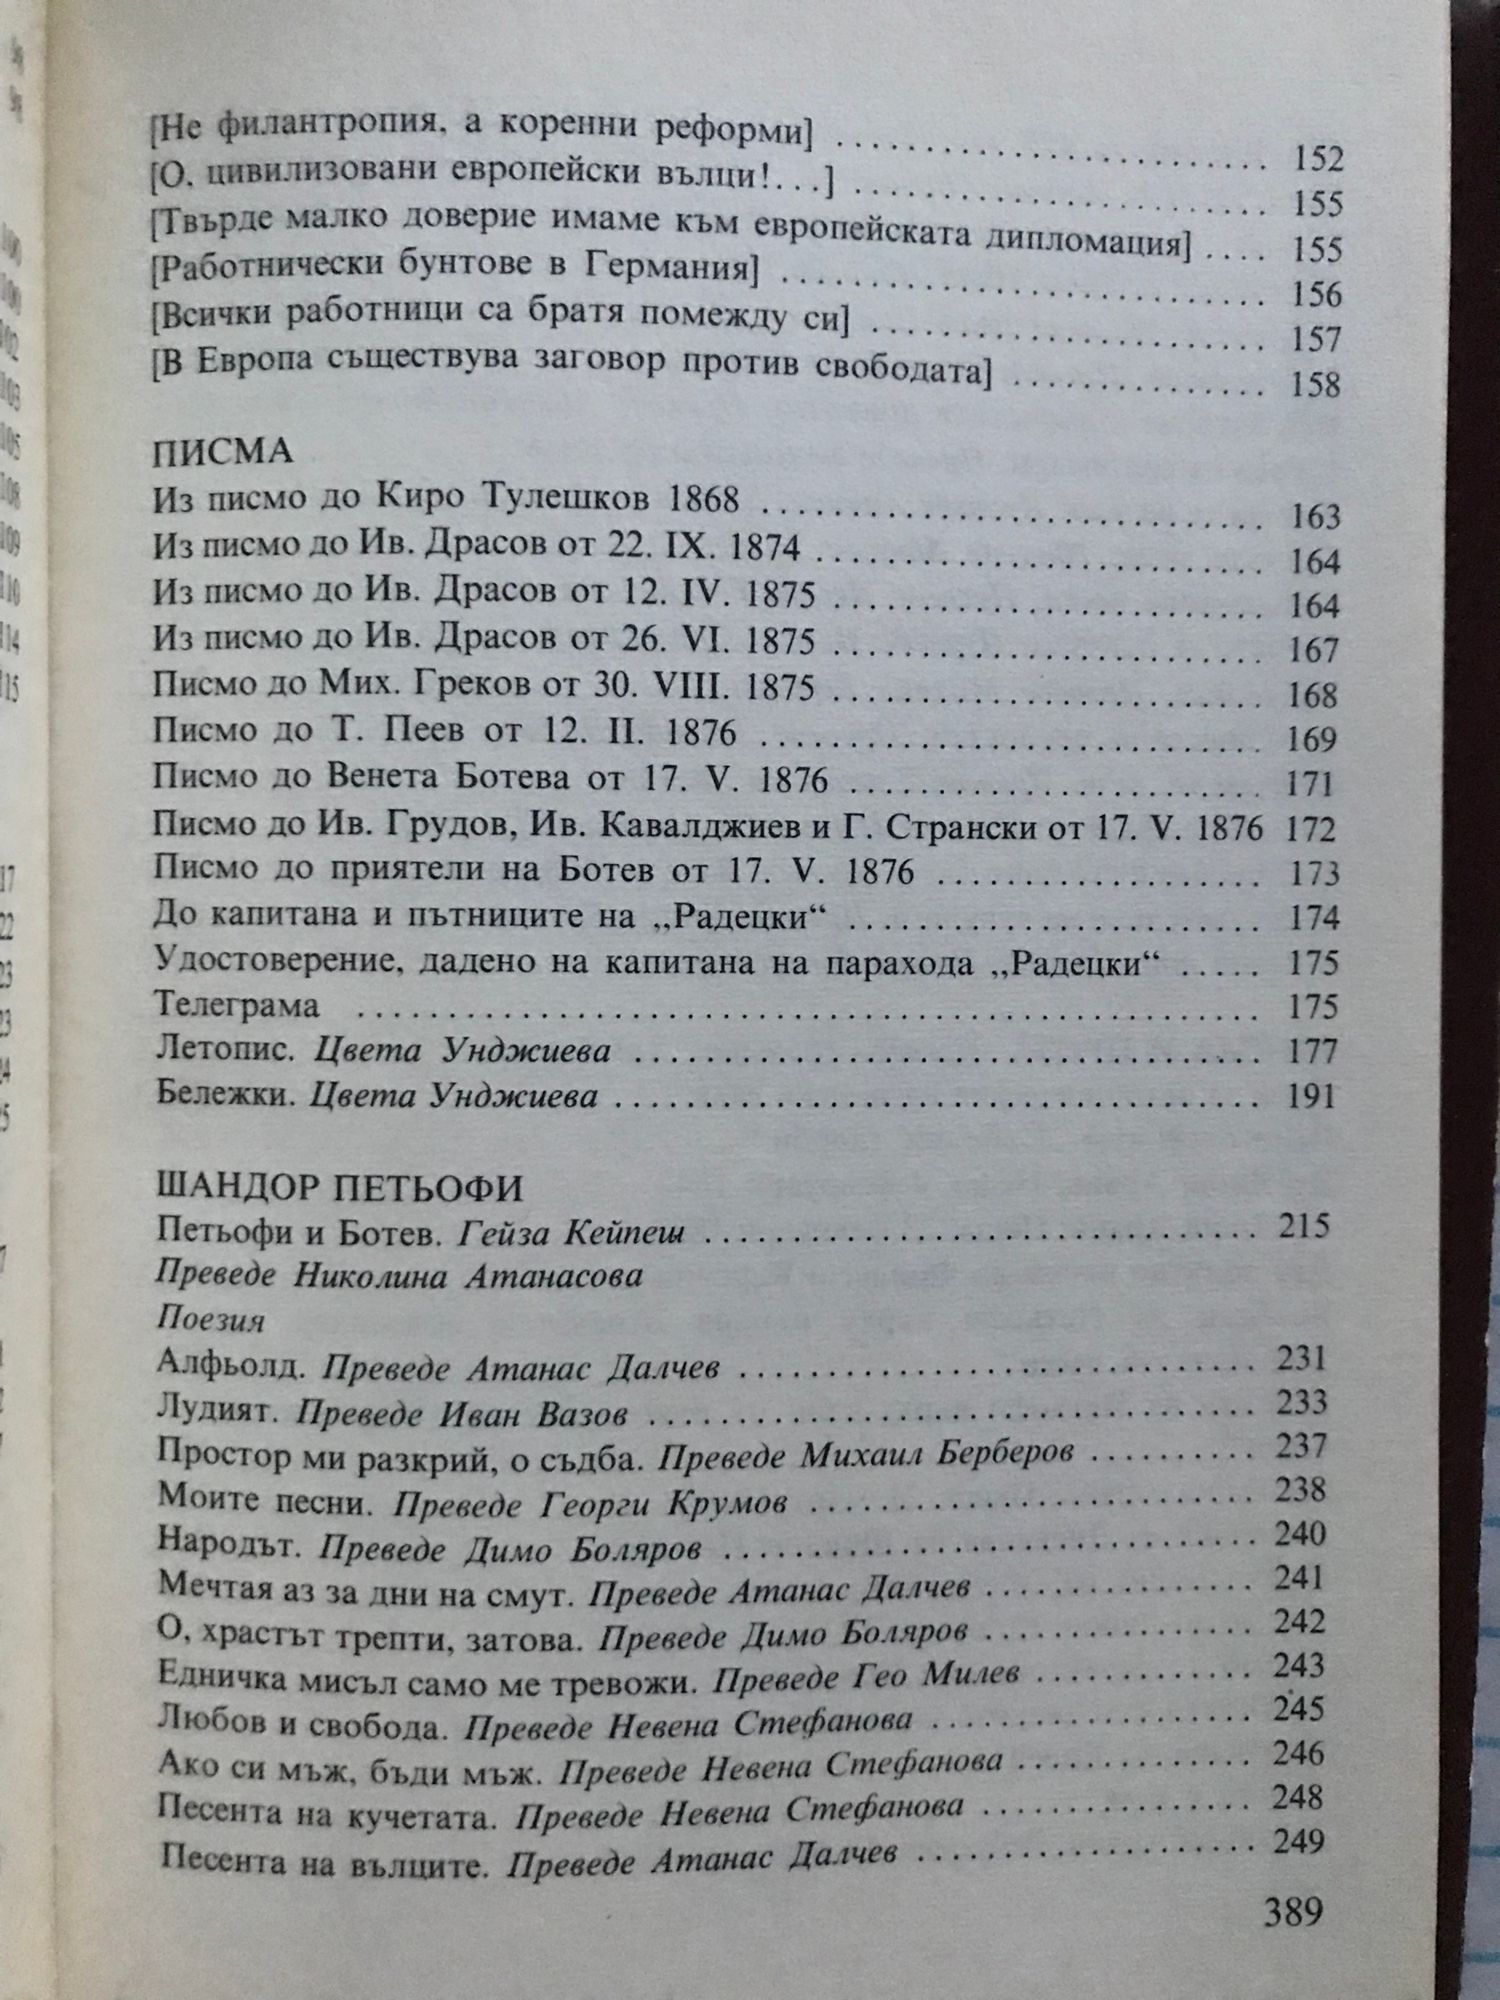 [Не филантропия, а коренни реформи] ........................ 152
[О, цивилизовани европейски вълци!...] ........................ 155
[Твърде малко доверие имаме към европейската дипломация] .... 155
[Работнически бунтове в Германия] ........................ 156
[Всички работници са братя помежду си] ........................ 157
[В Европа съществува заговор против свободата] ............... 158
ПИСМА
Из писмо до Киро Тулешков 1868 ........................ 163
Из писмо до Ив. Драсов от 22. IX. 1874 ........................ 164
Из писмо до Ив. Драсов от 12. IV. 1875 ........................ 164
Из писмо до Ив. Драсов от 26. VI. 1875 ........................ 167
Писмо до Мих. Греков от 30. VIII. 1875 ........................ 168
Писмо до Т. Пеев от 12. II. 1876 ........................ 169
Писмо до Венета Ботева от 17. V. 1876 ........................ 171
Писмо до Ив. Грудов, Ив. Кавалджиев и Г. Странски от 17. V. 1876 172
Писмо до приятели на Ботев от 17. V. 1876 .................. 173
До капитана и пътниците на „Радецки“ ........................ 174
Удостоверение, дадено на капитана на парахода „Радецки“ ..... 175
Телеграма ........................ 175
Летопис. Цвета Унджиева ........................ 177
Бележки. Цвета Унджиева ........................ 191
ШАНДОР ПЕТЬОФИ
Петьофи и Ботев. Гейза Кейпеш ........................ 215
Преведе Николина Атанасова
Поезия
Алфьолд. Преведе Атанас Далчев ........................ 231
Лудият. Преведе Иван Вазов ........................ 233
Простор ми разкрий, о съдба. Преведе Михаил Берберов .......... 237
Моите песни. Преведе Георги Крумов ........................ 238
Народът. Преведе Димо Боляров ........................ 240
Мечтая аз за дни на смут. Преведе Атанас Далчев ............... 241
О, храстът трепти, затова. Преведе Димо Боляров ............... 242
Едничка мисъл само ме тревожи. Преведе Гео Милев ............. 243
Любов и свобода. Преведе Невена Стефанова .................. 245
Ако си мъж, бъди мъж. Преведе Невена Стефанова .............. 246
Песента на кучетата. Преведе Невена Стефанова ............... 248
Песента на вълците. Преведе Атанас Далчев .................. 249
389